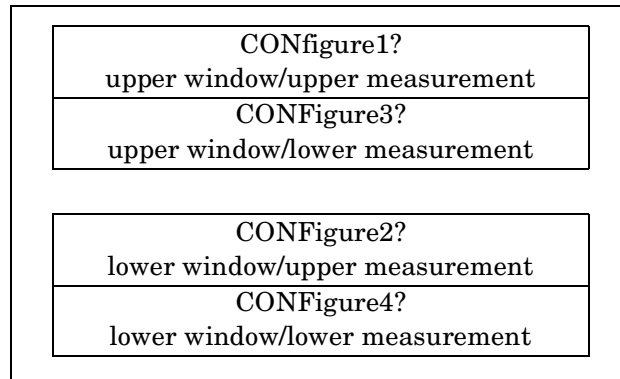 CONfigure1?
upper window/upper measurement
CONFigure3?
upper window/lower measurement
CONFigure2?
lower window/upper measurement
CONFigure4?
lower window/lower measurement